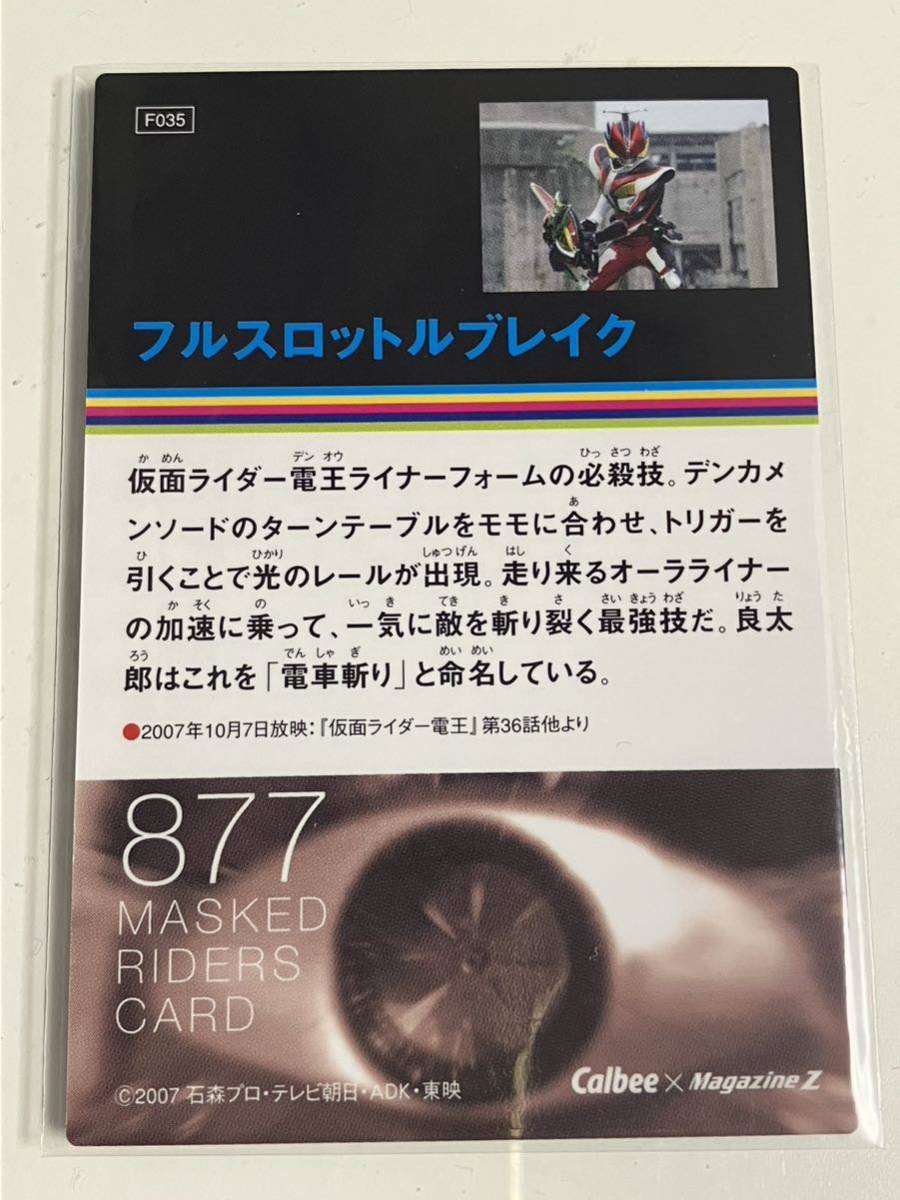 F035
フルスロットルブレイク
仮面ライダー電王ライナーフォームの必殺技。デンカメ
ンソードのターンテーブルをモモに合わせ、トリガーを
引くことで光のレールが出現。走り来るオーラライナー
の加速に乗って、一気に敵を斬り裂く最強技だ。良太
郎はこれを「電車斬り」と命名している。
●2007年10月7日放映：『仮面ライダー電王』第36話他より
877
MASKED
RIDERS
CARD
©2007 石森プロ・テレビ朝日・ADK・東映
Calbee × Magazine Z